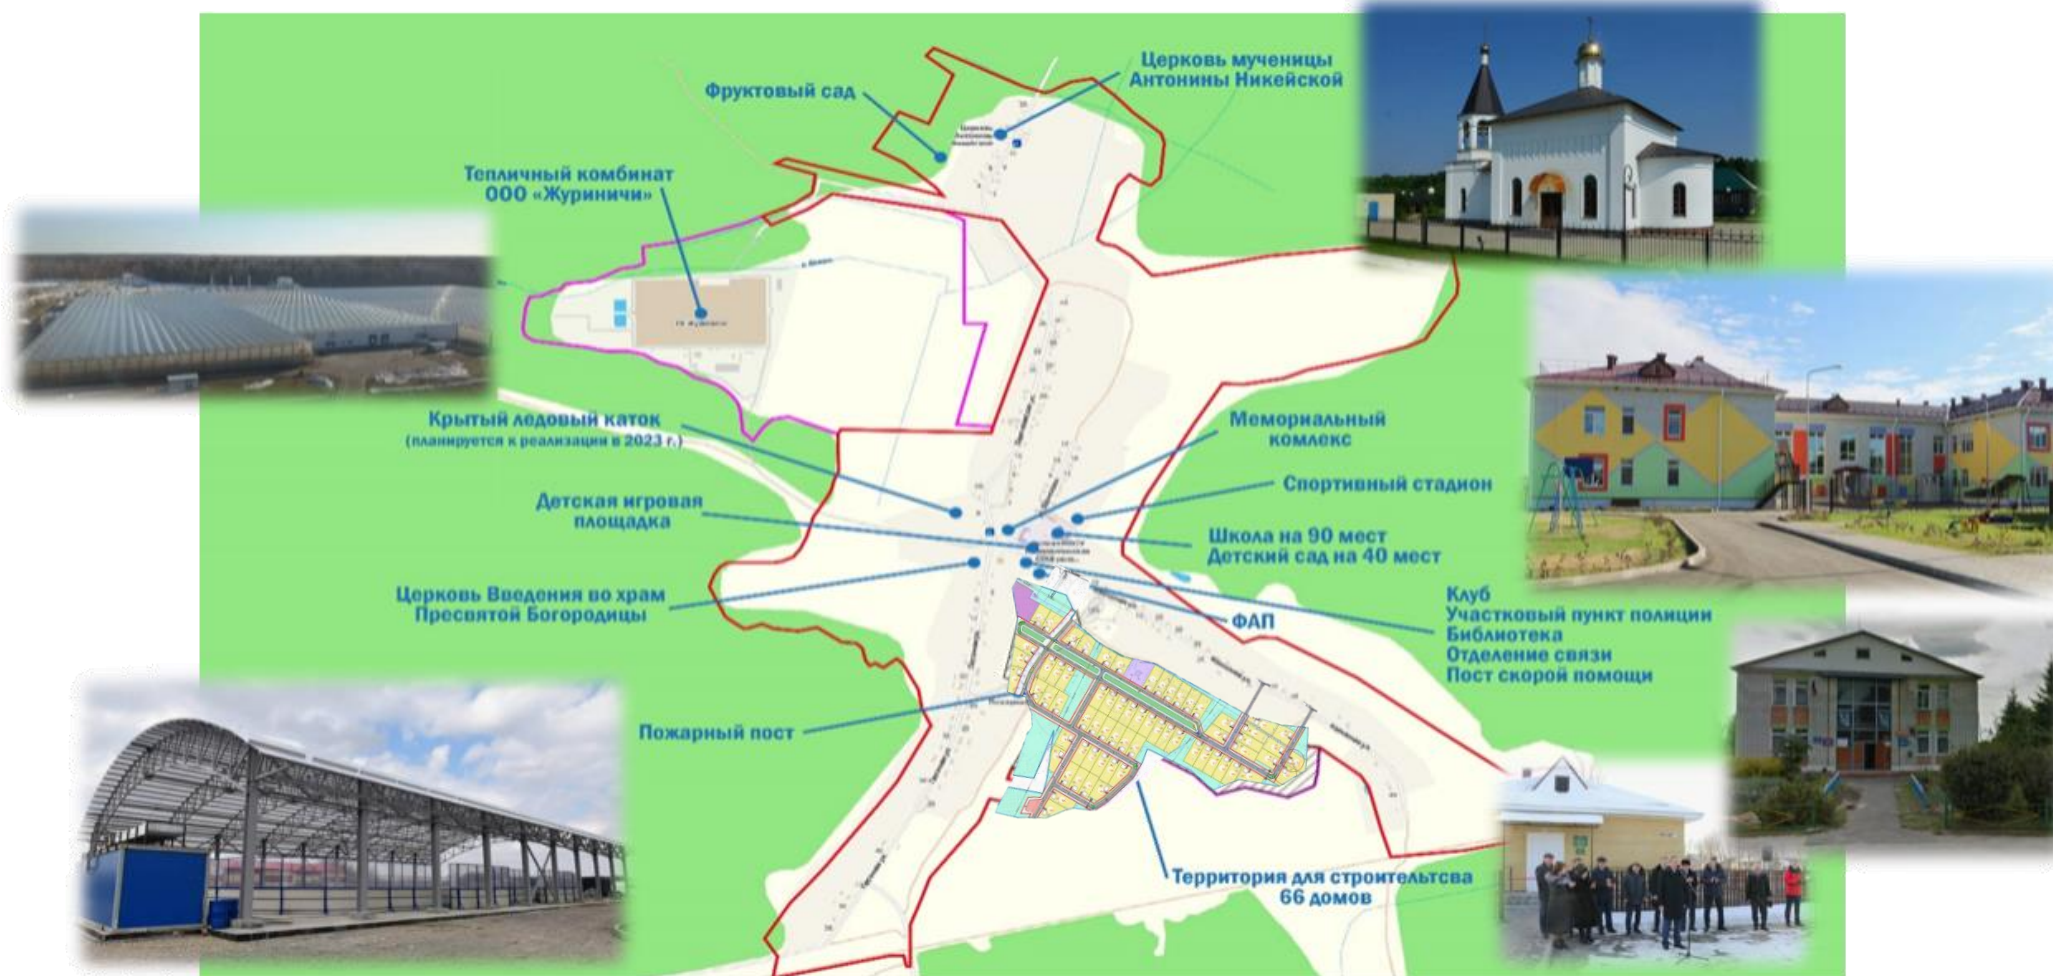 Церковь мученицы
Антонины Никейской
Фруктовый сад
Тепличный комбинат
ООО «Журиничи»
Крытый ледовый каток
(планируется к реализации в 2023 г.)
Мемориальный
комлекс
Детская игровая
площадка
Спортивный стадион
Школа на 90 мест
Детский сад на 40 мест
Церковь Введения во храм
Пресвятой Богородицы
Клуб
Участковый пункт полиции
Библиотека
Отделение связи
Пост скорой помощи
ФАП
Пожарный пост
Территория для строительтсва
66 домов